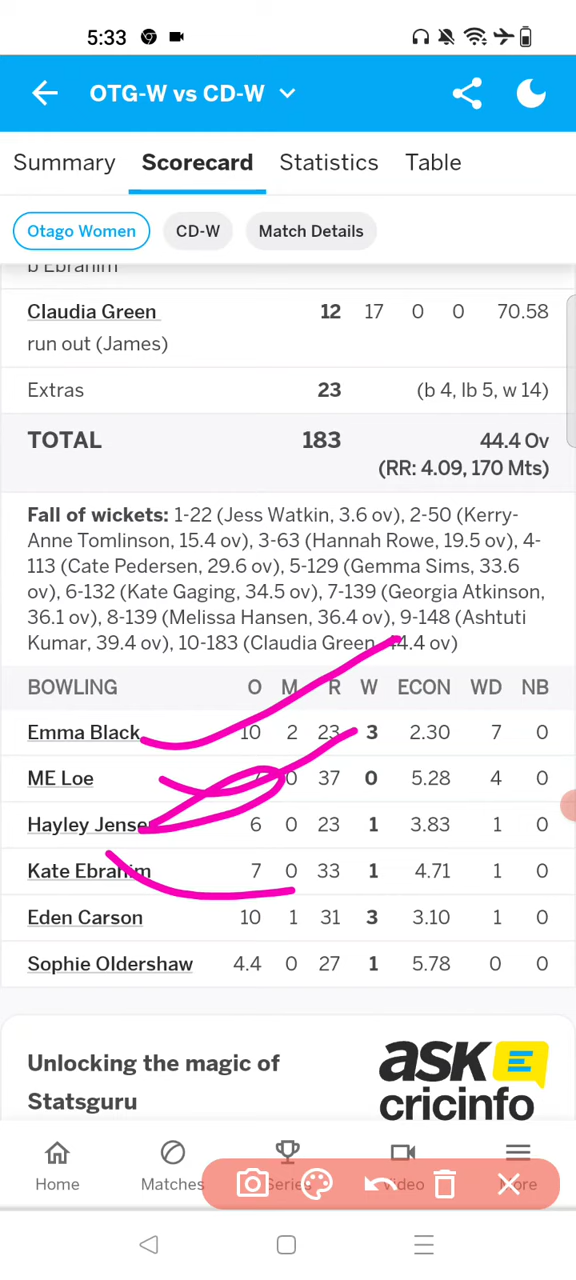 5:33
OTG-W vs CD-W
Summary Scorecard Statistics Table
Otago Women CD-W Match Details
b Ebrahim
Claudia Green 12 17 0 0 70.58
run out (James)
Extras 23 (b 4, lb 5, w 14)
TOTAL 183 44.4 Ov
(RR: 4.09, 170 Mts)
Fall of wickets: 1-22 (Jess Watkin, 3.6 ov), 2-50 (Kerry-
Anne Tomlinson, 15.4 ov), 3-63 (Hannah Rowe, 19.5 ov), 4-
113 (Cate Pedersen, 29.6 ov), 5-129 (Gemma Sims, 33.6
ov), 6-132 (Kate Gaging, 34.5 ov), 7-139 (Georgia Atkinson,
36.1 ov), 8-139 (Melissa Hansen, 36.4 ov), 9-148 (Ashtuti
Kumar, 39.4 ov), 10-183 (Claudia Green, 44.4 ov)
BOWLING O M R W ECON WD NB
Emma Black 10 2 23 3 2.30 7 0
ME Loe 7 0 37 0 5.28 4 0
Hayley Jensen 6 0 23 1 3.83 1 0
Kate Ebrahim 7 0 33 1 4.71 1 0
Eden Carson 10 1 31 3 3.10 1 0
Sophie Oldershaw 4.4 0 27 1 5.78 0 0
Unlocking the magic of
Statsguru
ASK
cricinfo
Home Matches Series Video More